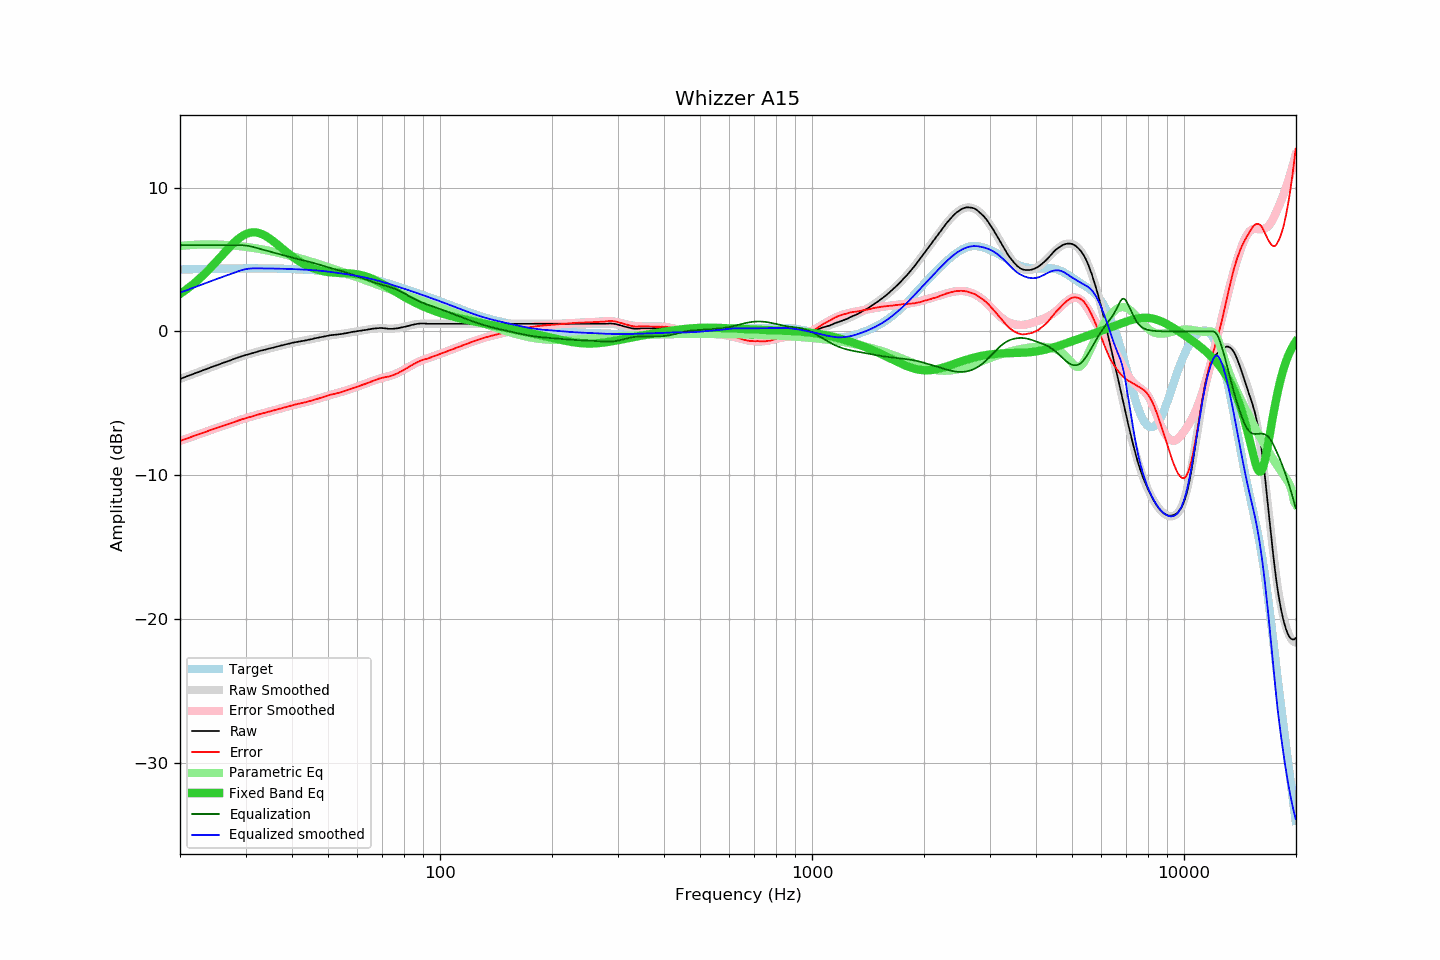 Whizzer A15
Amplitude (dBr)
10
0
−10
−20
−30
Target
Raw Smoothed
Error Smoothed
Raw
Error
Parametric Eq
Fixed Band Eq
Equalization
Equalized smoothed
100
1000
10000
Frequency (Hz)